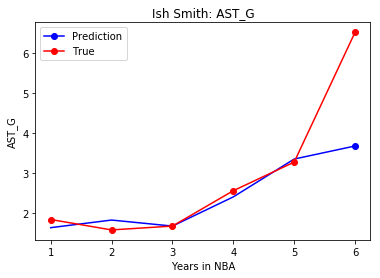 Ish Smith: AST_G
Prediction
True
AST_G
6
5
4
3
2
1 2 3 4 5 6
Years in NBA